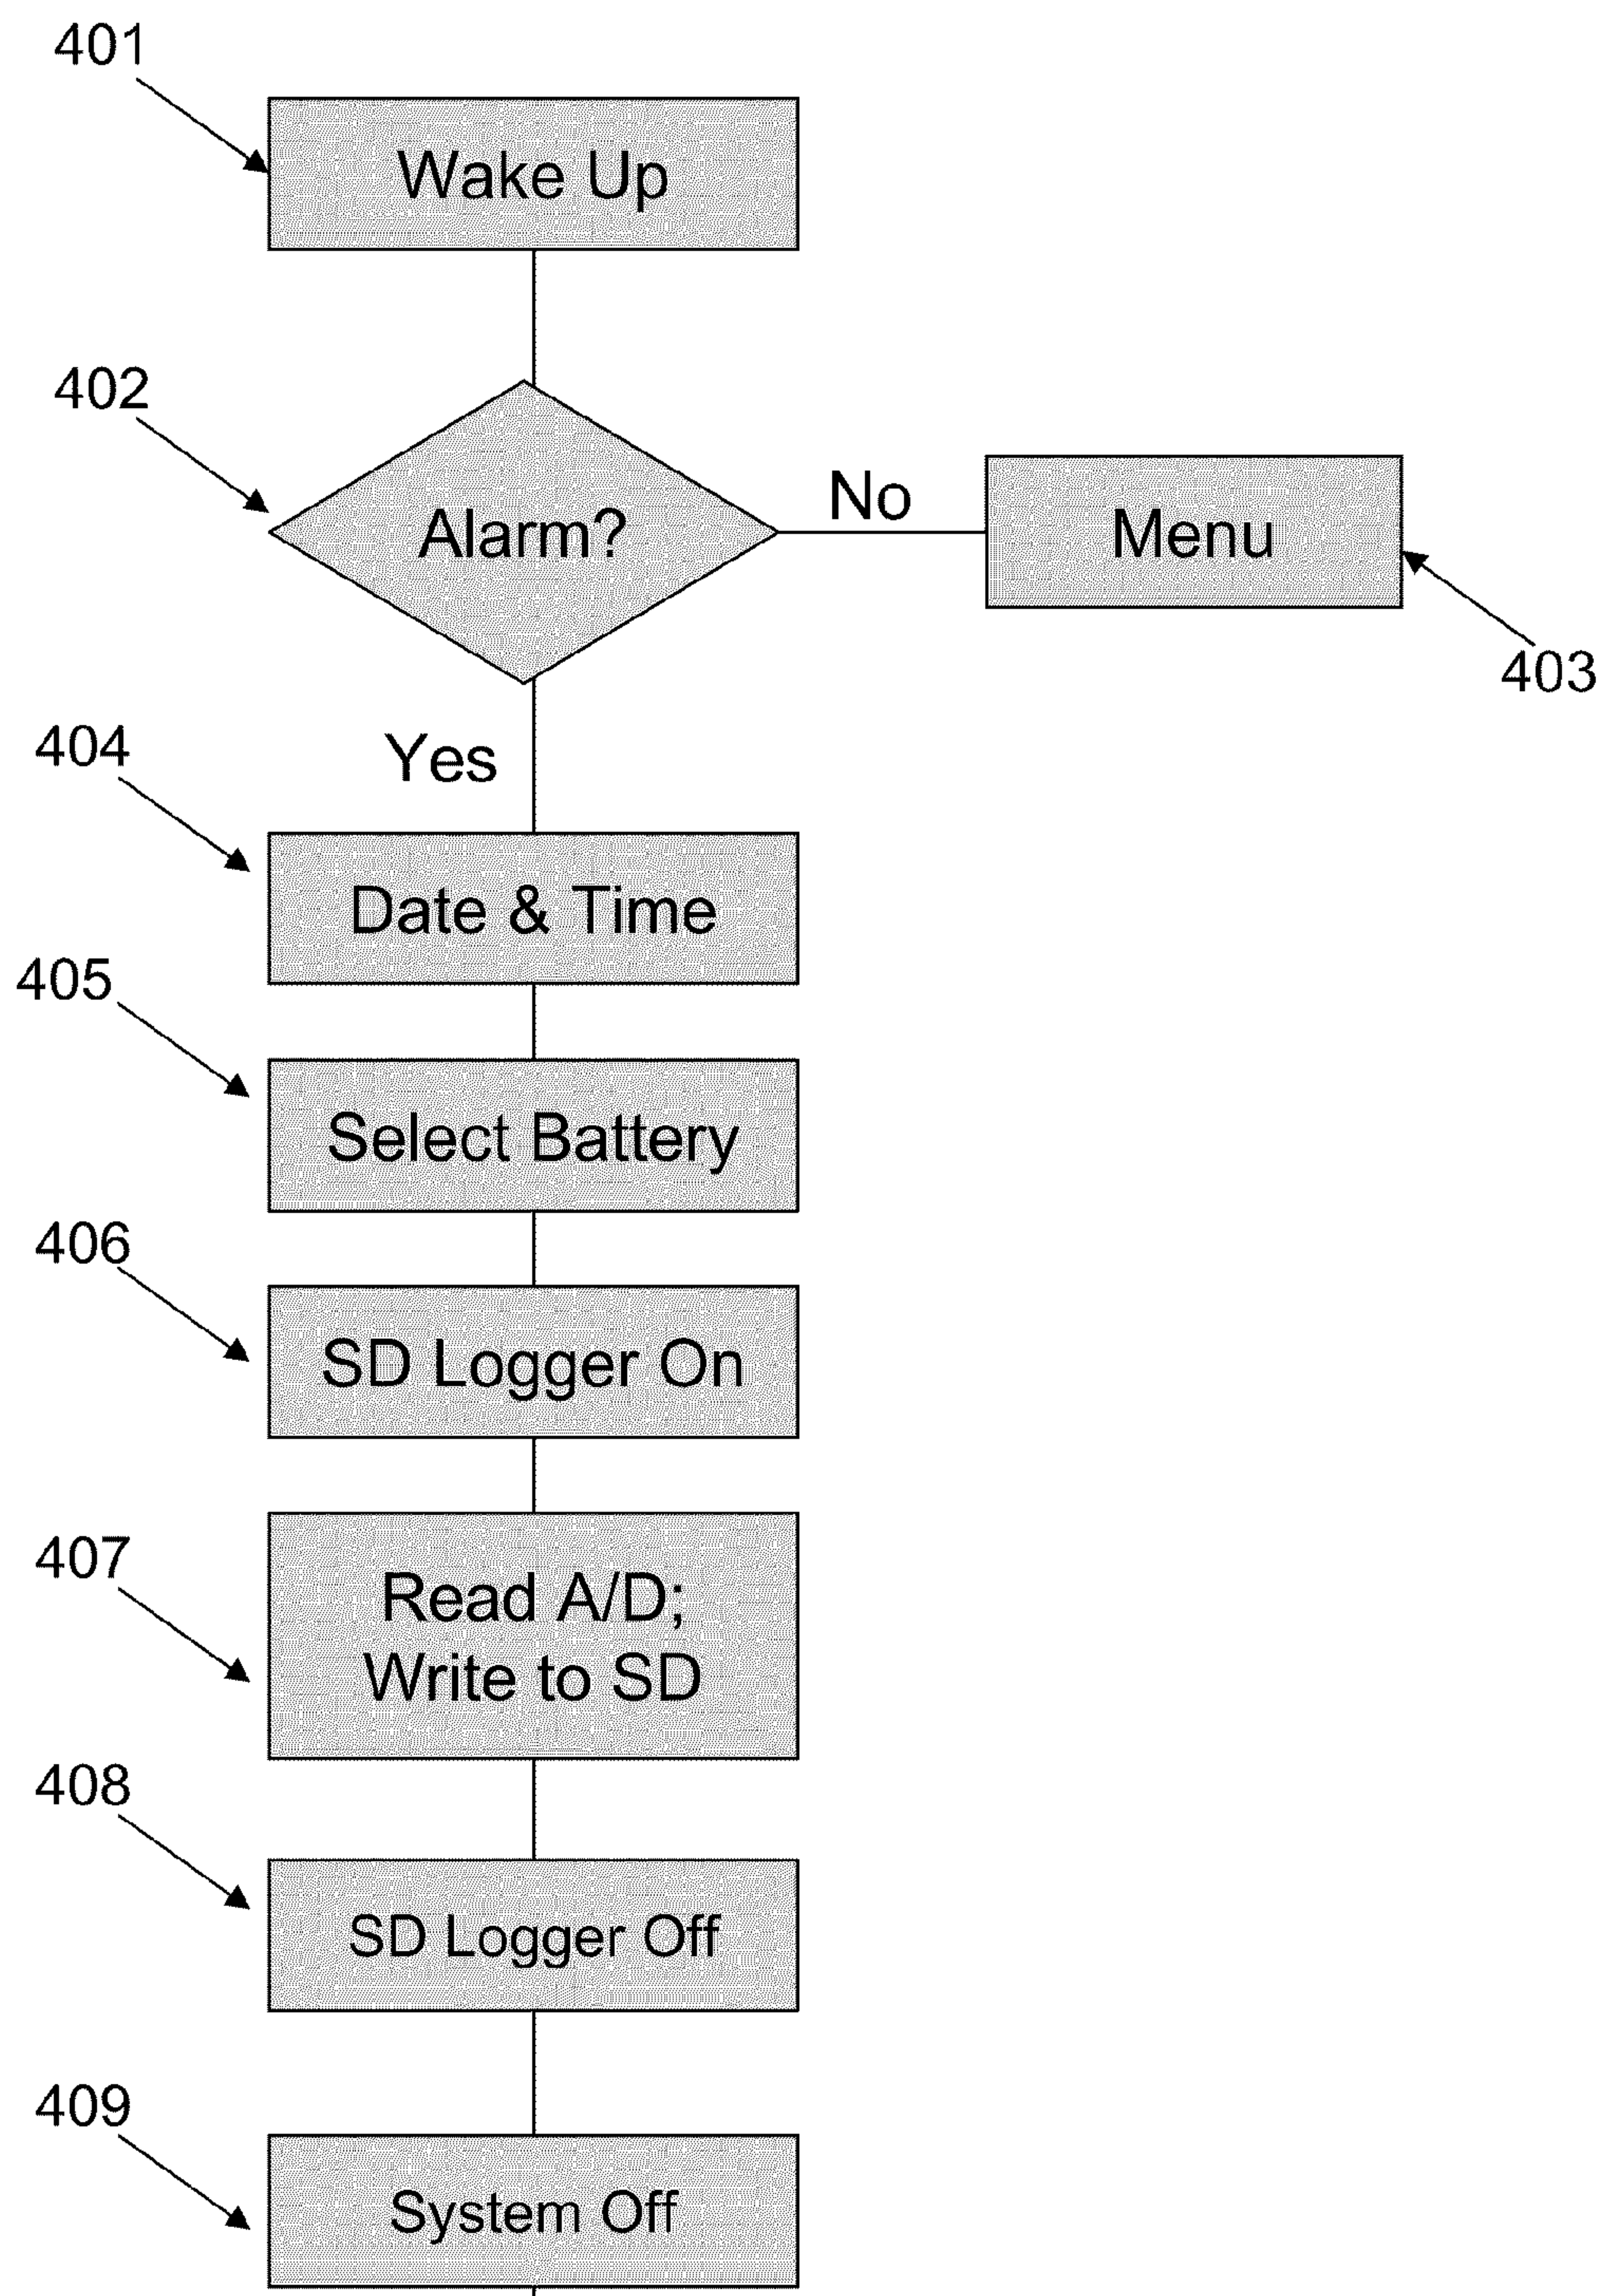 401
Wake Up
402
Alarm?
No
Menu
403
404
Yes
Date & Time
405
Select Battery
406
SD Logger On
407
Read A/D;
Write to SD
408
SD Logger Off
409
System Off